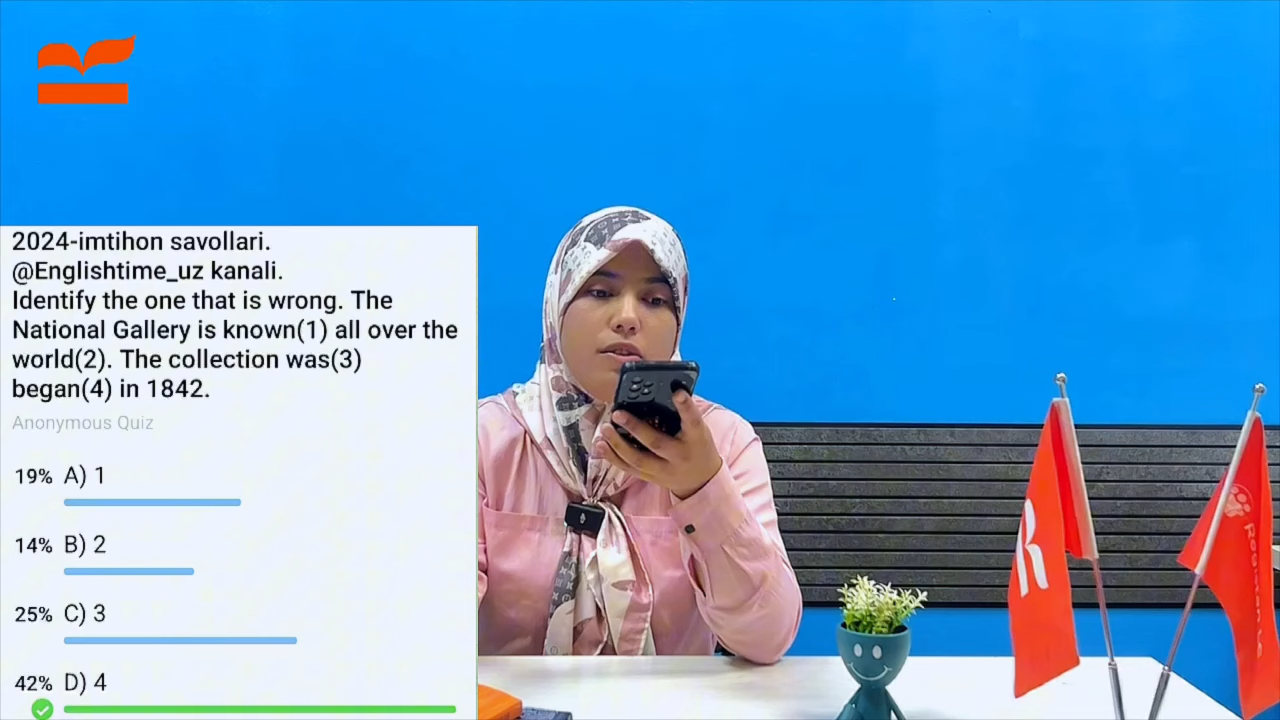 2024-imtihon savollari.
@Englishtime_uz kanali.
Identify the one that is wrong. The
National Gallery is known(1) all over the
world(2). The collection was(3)
began(4) in 1842.
Anonymous Quiz
19% A) 1
14% B) 2
25% C) 3
42% D) 4
R